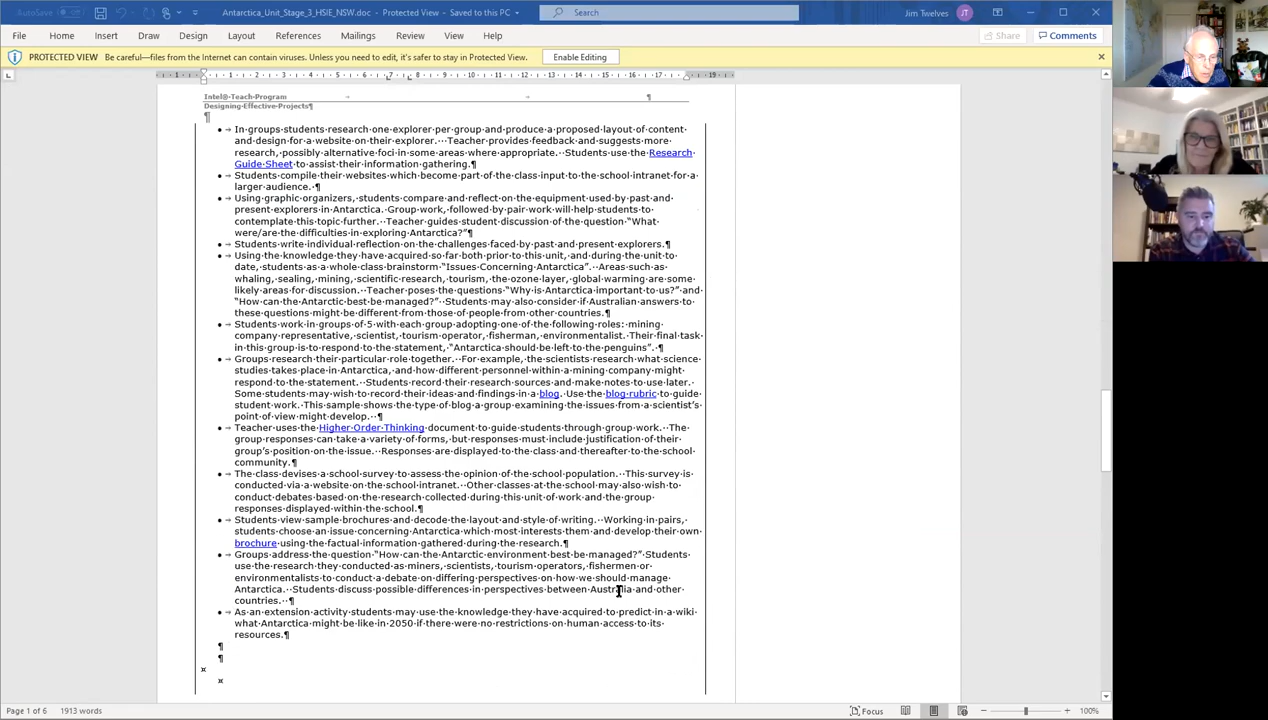 AutoSave
Off
Antarctica_Unit_Stage_3_HSIE_NSW.doc - Protected View • Saved to this PC
Search
Jim Twelves
JT
File
Home
Insert
Draw
Design
Layout
References
Mailings
Review
View
Help
Share
Comments
PROTECTED VIEW Be careful—files from the Internet can contain viruses. Unless you need to edit, it's safer to stay in Protected View.
Enable Editing
1 1 2 3 4 5 6 7 8 9 10 11 12 13 14 15 16 17 19
Intel®·Teach·Program → → ¶
Designing·Effective·Projects¶
¶
• → In·groups·students·research·one·explorer·per·group·and·produce·a·proposed·layout·of·content·
and·design·for·a·website·on·their·explorer.···Teacher·provides·feedback·and·suggests·more·
research,·possibly·alternative·foci·in·some·areas·where·appropriate.··Students·use·the·Research·
Guide·Sheet·to·assist·their·information·gathering.¶
• → Students·compile·their·websites·which·become·part·of·the·class·input·to·the·school·intranet·for·a·
larger·audience.·¶
• → Using·graphic·organizers,·students·compare·and·reflect·on·the·equipment·used·by·past·and·
present·explorers·in·Antarctica.·Group·work,·followed·by·pair·work·will·help·students·to·
contemplate·this·topic·further.··Teacher·guides·student·discussion·of·the·question·"What·
were/are·the·difficulties·in·exploring·Antarctica?"¶
• → Students·write·individual·reflection·on·the·challenges·faced·by·past·and·present·explorers.¶
• → Using·the·knowledge·they·have·acquired·so·far·both·prior·to·this·unit,·and·during·the·unit·to·
date,·students·as·a·whole·class·brainstorm·"Issues·Concerning·Antarctica".··Areas·such·as·
whaling,·sealing,·mining,·scientific·research,·tourism,·the·ozone·layer,·global·warming·are·some·
likely·areas·for·discussion.··Teacher·poses·the·questions·"Why·is·Antarctica·important·to·us?"·and·
"How·can·the·Antarctic·best·be·managed?"··Students·may·also·consider·if·Australian·answers·to·
these·questions·might·be·different·from·those·of·people·from·other·countries.¶
• → Students·work·in·groups·of·5·with·each·group·adopting·one·of·the·following·roles:·mining·
company·representative,·scientist,·tourism·operator,·fisherman,·environmentalist.·Their·final·task·
in·this·group·is·to·respond·to·the·statement,·"Antarctica·should·be·left·to·the·penguins".·¶
• → Groups·research·their·particular·role·together.··For·example,·the·scientists·research·what·science·
studies·takes·place·in·Antarctica,·and·how·different·personnel·within·a·mining·company·might·
respond·to·the·statement.··Students·record·their·research·sources·and·make·notes·to·use·later.·
Some·students·may·wish·to·record·their·ideas·and·findings·in·a·blog.·Use·the·blog·rubric·to·guide·
student·work.·This·sample·shows·the·type·of·blog·a·group·examining·the·issues·from·a·scientist's·
point·of·view·might·develop.··¶
• → Teacher·uses·the·Higher·Order·Thinking·document·to·guide·students·through·group·work.··The·
group·responses·can·take·a·variety·of·forms,·but·responses·must·include·justification·of·their·
group's·position·on·the·issue.··Responses·are·displayed·to·the·class·and·thereafter·to·the·school·
community.¶
• → The·class·devises·a·school·survey·to·assess·the·opinion·of·the·school·population.··This·survey·is·
conducted·via·a·website·on·the·school·intranet.··Other·classes·at·the·school·may·also·wish·to·
conduct·debates·based·on·the·research·collected·during·this·unit·of·work·and·the·group·
responses·displayed·within·the·school.¶
• → Students·view·sample·brochures·and·decode·the·layout·and·style·of·writing.··Working·in·pairs,·
students·choose·an·issue·concerning·Antarctica·which·most·interests·them·and·develop·their·own·
brochure·using·the·factual·information·gathered·during·the·research.¶
• → Groups·address·the·question·"How·can·the·Antarctic·environment·best·be·managed?"·Students·
use·the·research·they·conducted·as·miners,·scientists,·tourism·operators,·fishermen·or·
environmentalists·to·conduct·a·debate·on·differing·perspectives·on·how·we·should·manage·
Antarctica.··Students·discuss·possible·differences·in·perspectives·between·Australia·and·other·
countries.··¶
• → As·an·extension·activity·students·may·use·the·knowledge·they·have·acquired·to·predict·in·a·wiki·
what·Antarctica·might·be·like·in·2050·if·there·were·no·restrictions·on·human·access·to·its·
resources.¶
¶
¶
¤
¤
Page 1 of 6
1913 words
Focus
100%